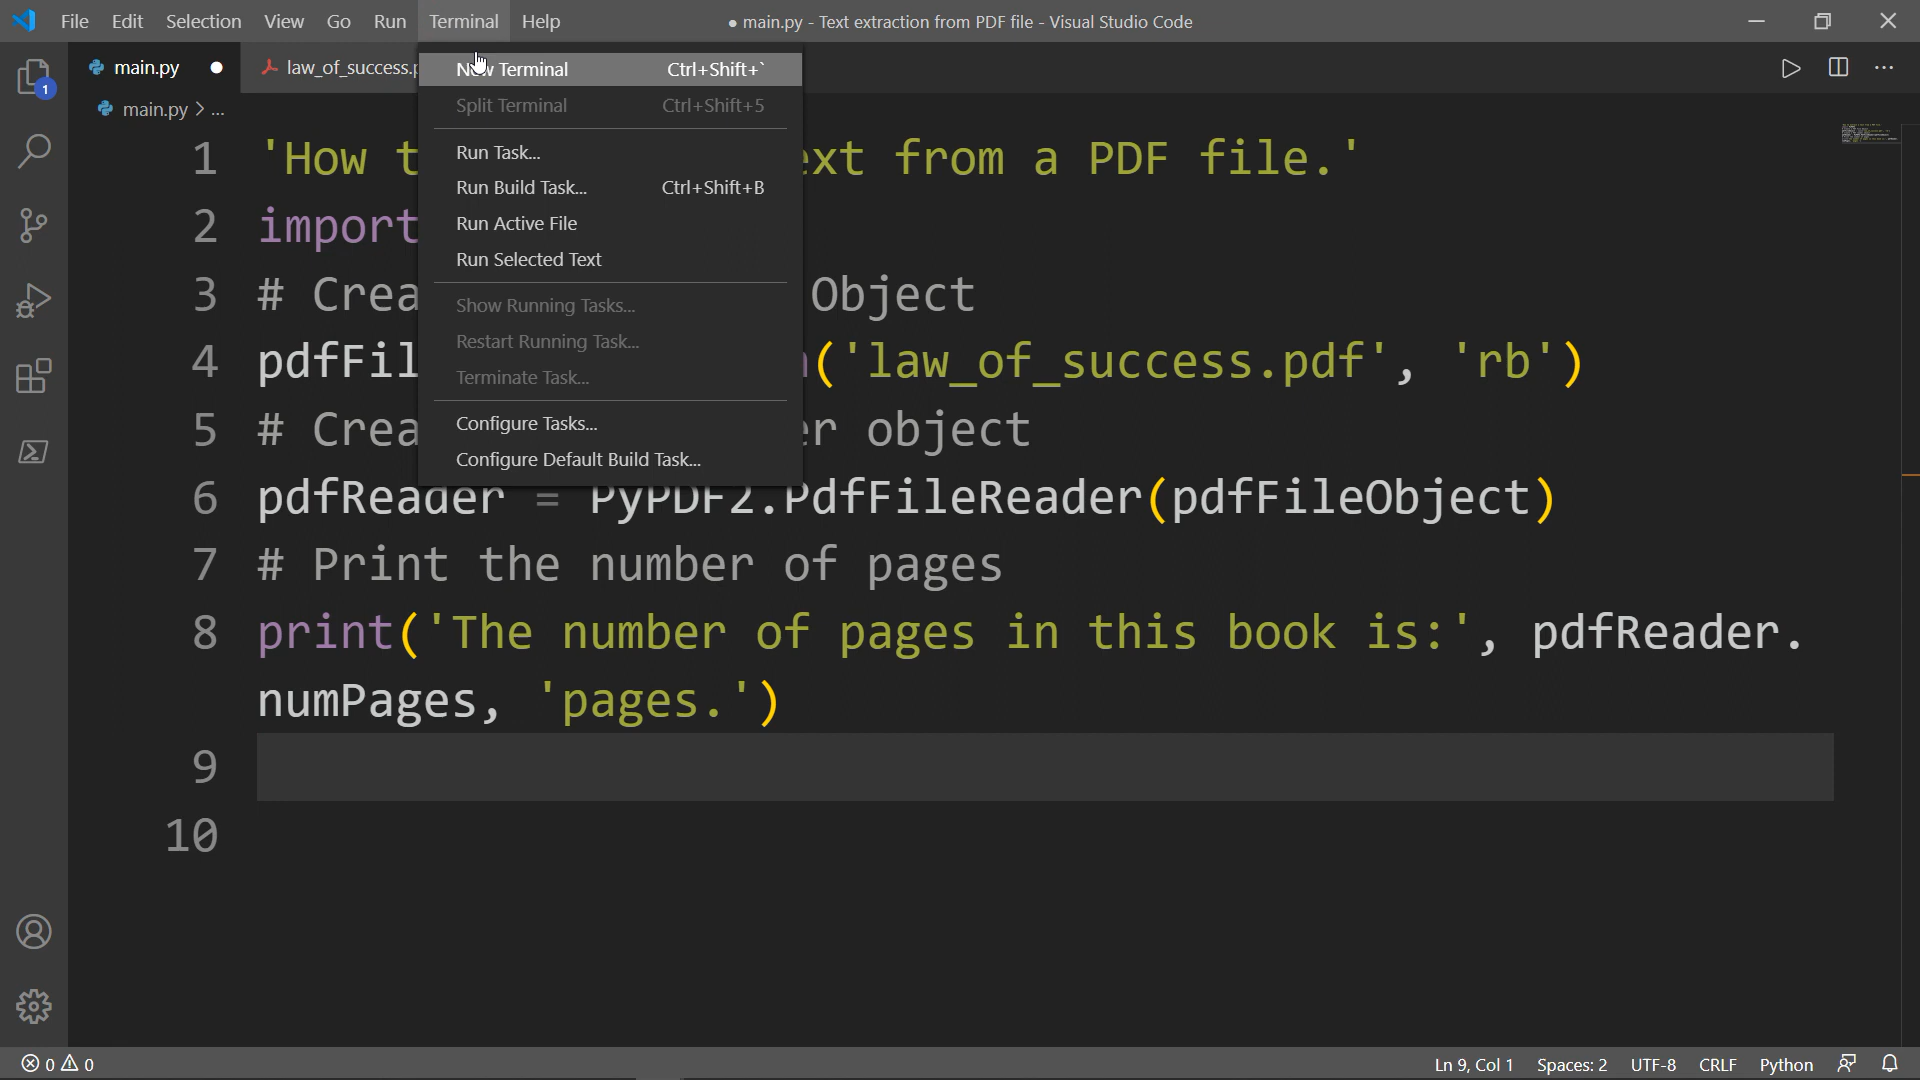 File Edit Selection View Go Run Terminal Help
● main.py - Text extraction from PDF file - Visual Studio Code
main.py
law_of_success.p
main.py > ...
New Terminal Ctrl+Shift+`
Split Terminal Ctrl+Shift+5
Run Task...
Run Build Task... Ctrl+Shift+B
Run Active File
Run Selected Text
Show Running Tasks...
Restart Running Task...
Terminate Task...
Configure Tasks...
Configure Default Build Task...
1 'How t xt from a PDF file.'
2 import
3 # Crea Object
4 pdfFil ('law_of_success.pdf', 'rb')
5 # Crea r object
6 pdfReader = PyPDF2.PdfFileReader(pdfFileObject)
7 # Print the number of pages
8 print('The number of pages in this book is:', pdfReader.
numPages, 'pages.')
9
10
1
0 0
Ln 9, Col 1 Spaces: 2 UTF-8 CRLF Python